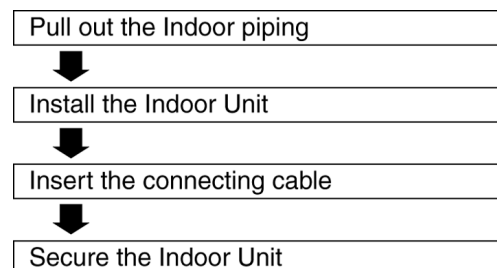 Pull out the Indoor piping
Install the Indoor Unit
Insert the connecting cable
Secure the Indoor Unit